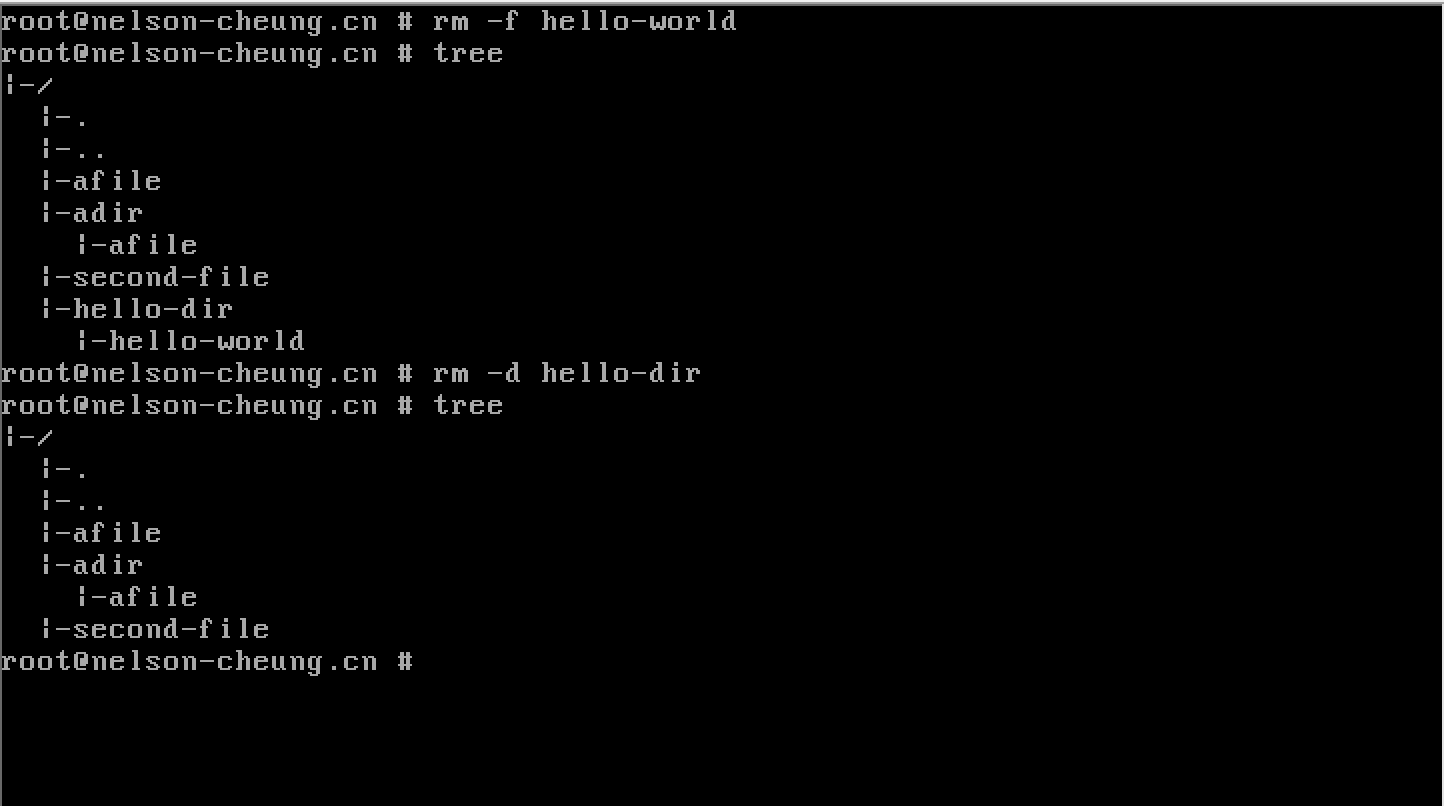 root@nelson-cheung.cn # rm -f hello-world
root@nelson-cheung.cn # tree
|-/
  |-.
  |-..
  |-afile
  |-adir
    |-afile
  |-second-file
  |-hello-dir
    |-hello-world
root@nelson-cheung.cn # rm -d hello-dir
root@nelson-cheung.cn # tree
|-/
  |-.
  |-..
  |-afile
  |-adir
    |-afile
  |-second-file
root@nelson-cheung.cn #